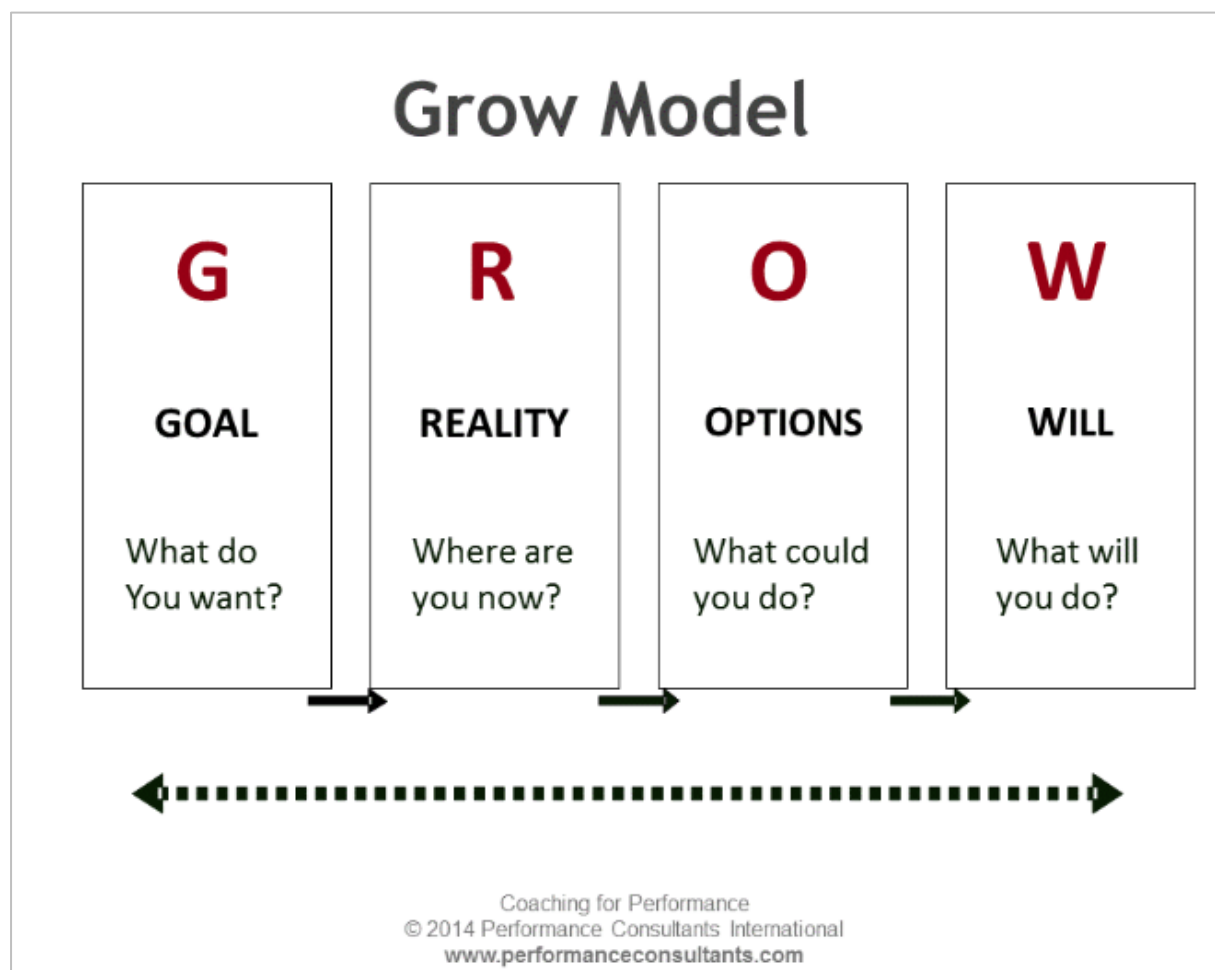 Grow Model
G
GOAL
What do
You want?
R
REALITY
Where are
you now?
O
OPTIONS
What could
you do?
W
WILL
What will
you do?
Coaching for Performance
© 2014 Performance Consultants International
www.performanceconsultants.com